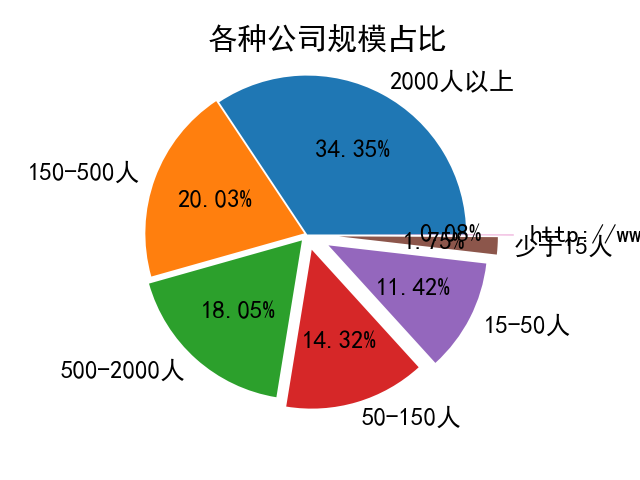 各种公司规模占比
2000人以上
34.35%
150-500人
20.03%
0.08%
http://ww
1.75%
少于15人
11.42%
18.05%
15-50人
14.32%
500-2000人
50-150人